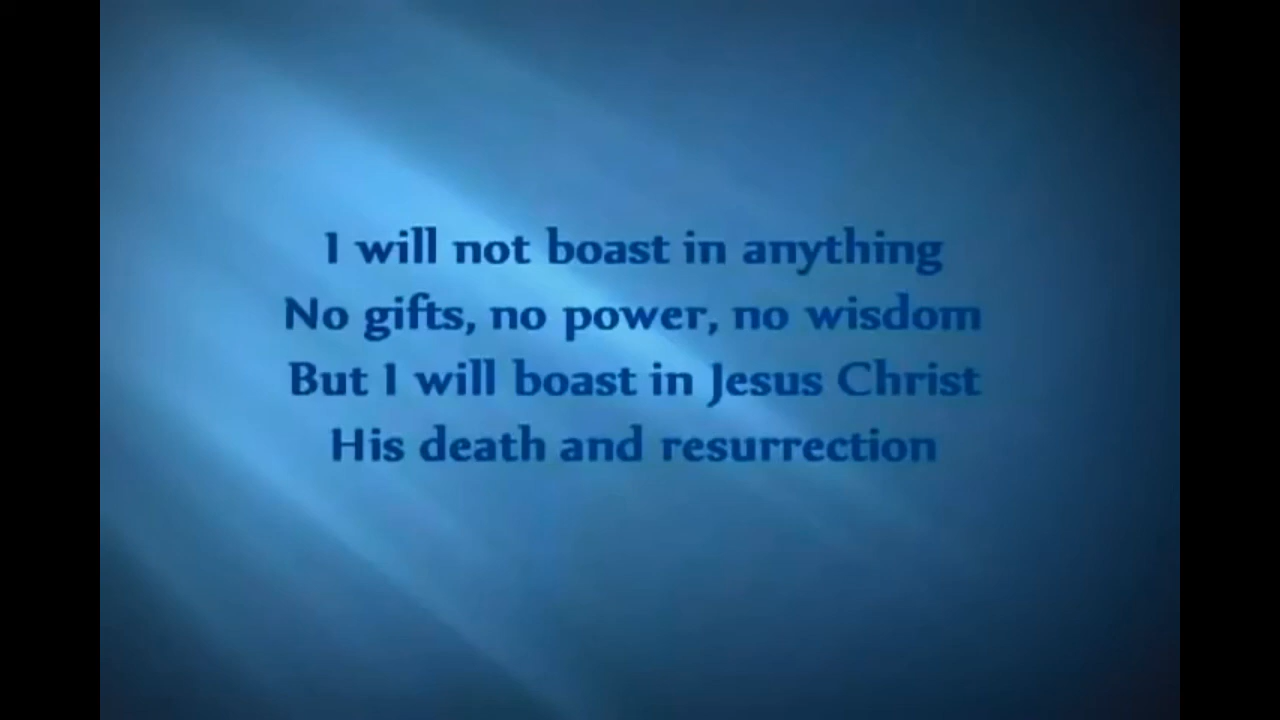 I will not boast in anything
No gifts, no power, no wisdom
But I will boast in Jesus Christ
His death and resurrection